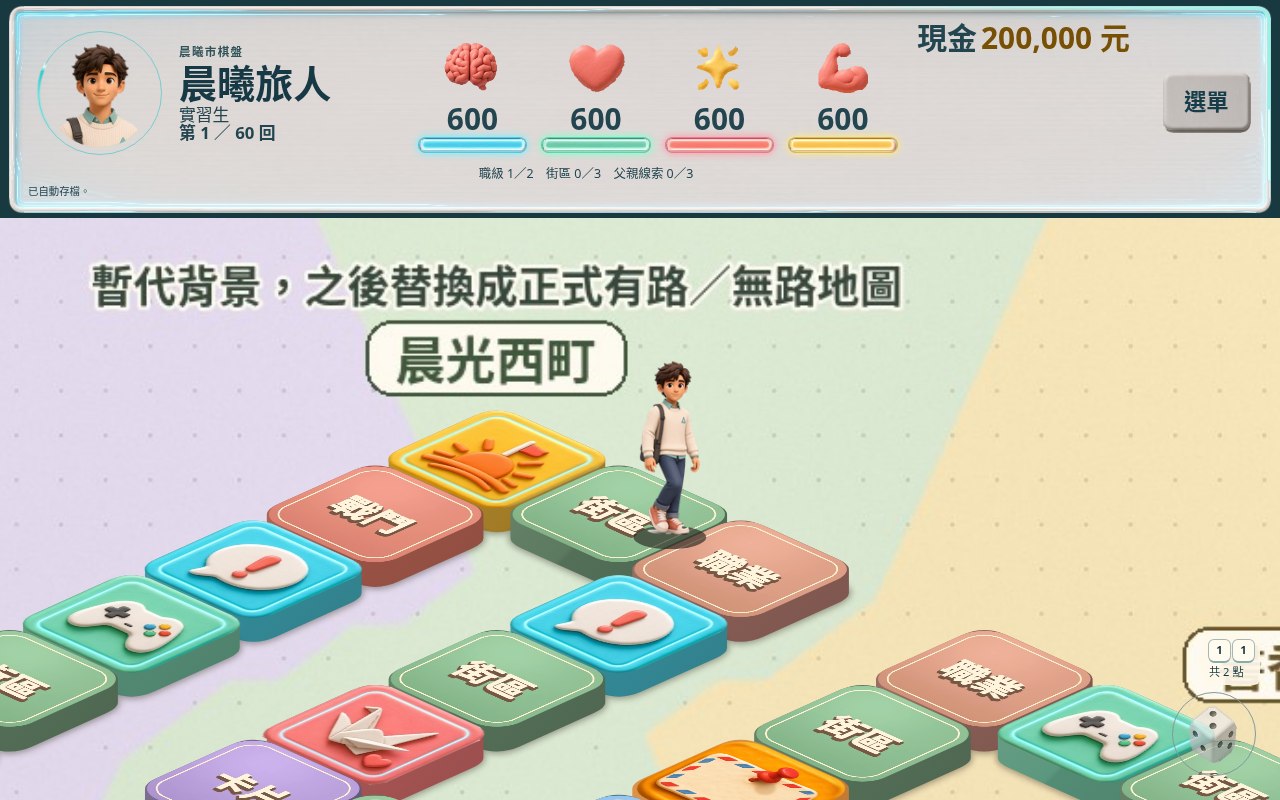 晨曦市棋盤
晨曦旅人
實習生
第 1 ／ 60 回
已自動存檔。
600
600
600
600
職級 1／2 街區 0／3 父親線索 0／3
現金 200,000 元
選單
暫代背景，之後替換成正式有路／無路地圖
晨光西町
戰鬥
街區
職業
街區
街區
職業
街區
卡片
街區
1 1
共 2 點